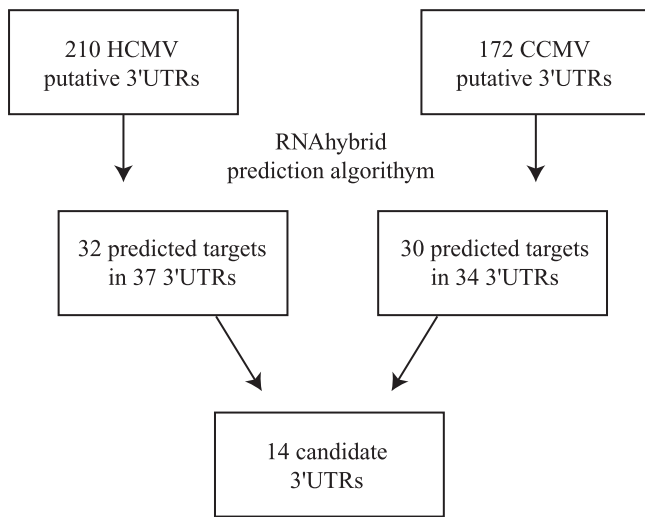 210 HCMV
putative 3'UTRs
172 CCMV
putative 3'UTRs
RNAhybrid
prediction algorithym
32 predicted targets
in 37 3'UTRs
30 predicted targets
in 34 3'UTRs
14 candidate
3'UTRs